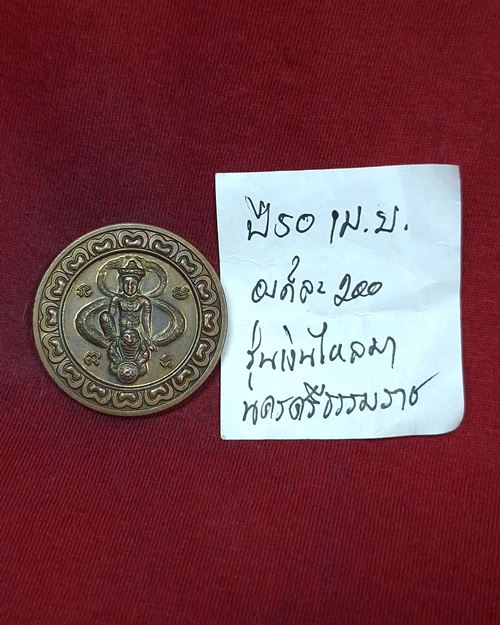 ปี 50 เม.ย.
องค์ละ 200
รุ่นเงินไหลมา
นครศรีธรรมราช